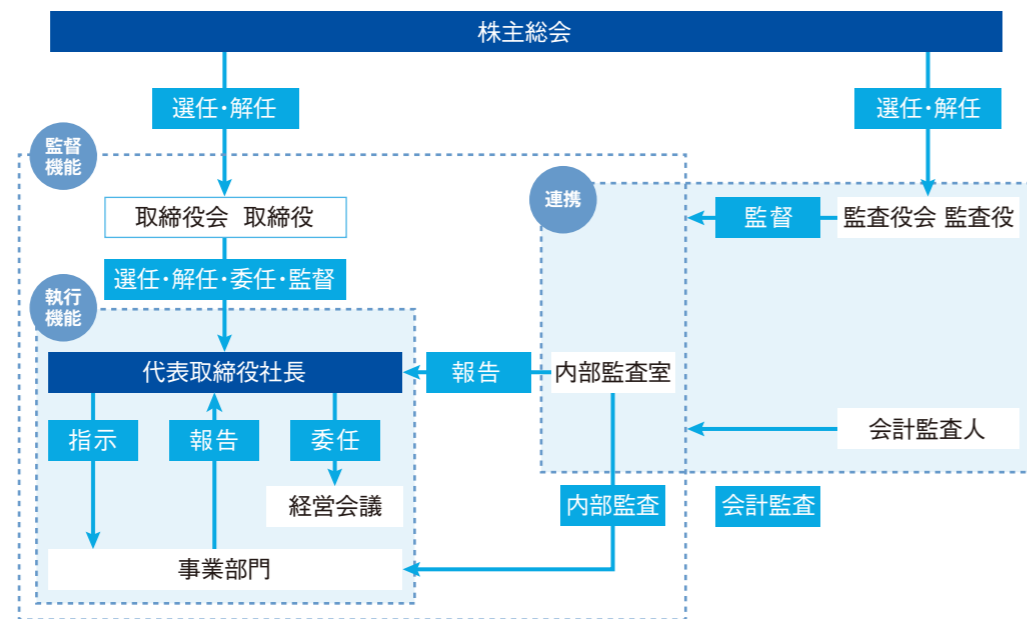 株主総会
選任・解任
選任・解任
監督
機能
連携
取締役会 取締役
監督
監査役会 監査役
選任・解任・委任・監督
執行
機能
代表取締役社長
報告
内部監査室
指示
報告
委任
会計監査人
経営会議
内部監査
会計監査
事業部門